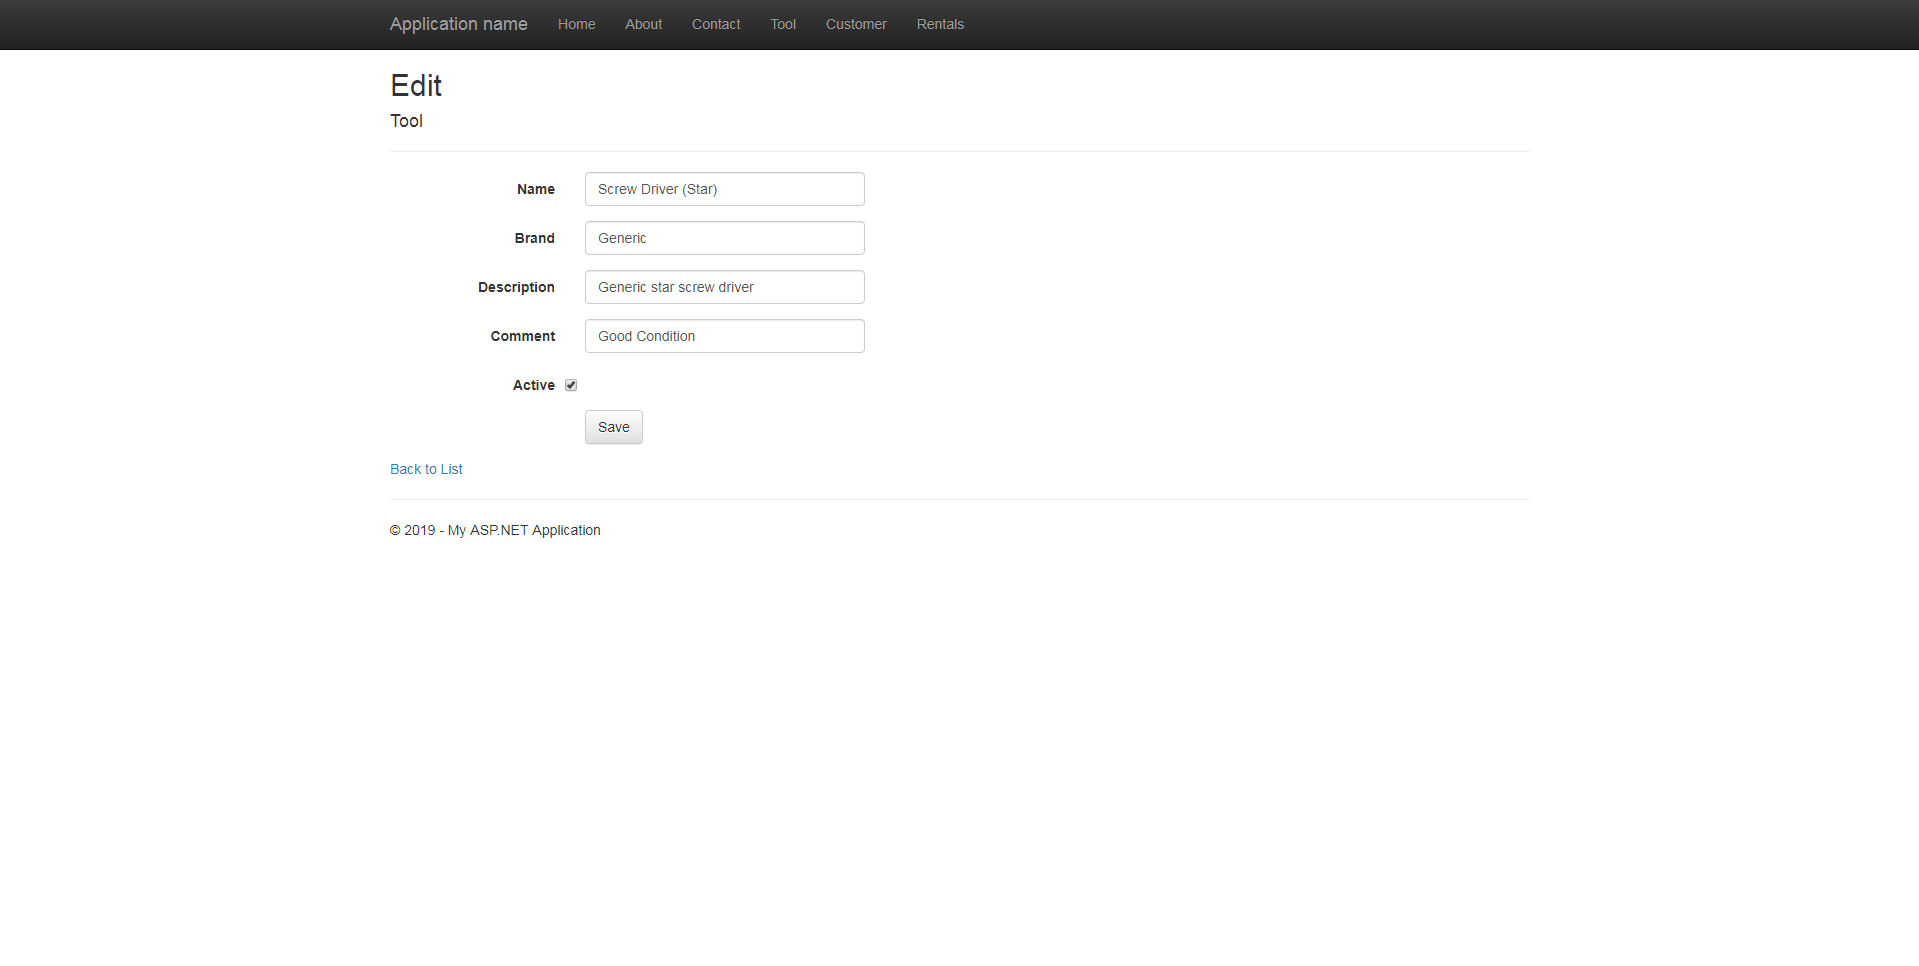 Application name Home About Contact Tool Customer Rentals
Edit
Tool
Name Screw Driver (Star)
Brand Generic
Description Generic star screw driver
Comment Good Condition
Active
Save
Back to List
© 2019 - My ASP.NET Application